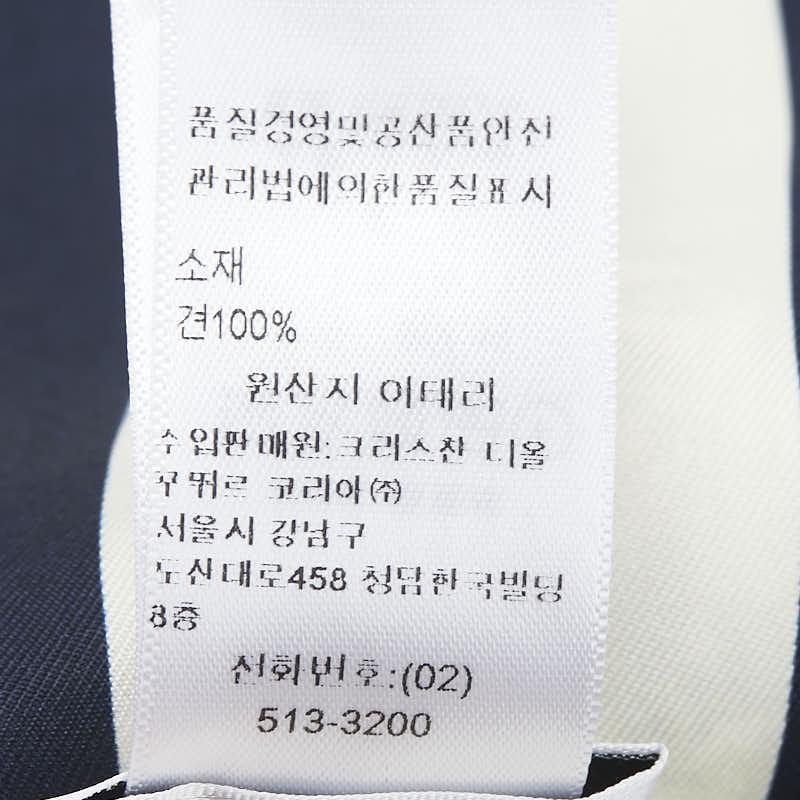 품질경영및공산품안전
관리법에의한품질표시
소재
견100%
원산지 이태리
수입판매원:크리스찬 디올
꾸뛰르 코리아㈜
서울시 강남구
도산대로458 청담한국빌딩
8층
전화번호:(02)
513-3200